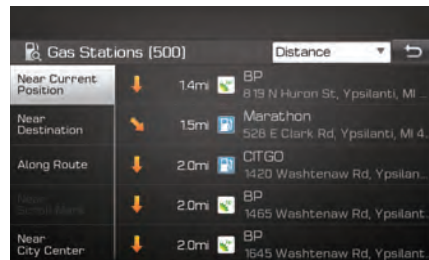 Gas Stations (500)
Distance
Near Current
Position
1.4mi BP
819 N Huron St, Ypsilanti, MI ...
Near
Destination
1.5mi Marathon
528 E Clark Rd, Ypsilanti, MI 4..
Along Route
2.0mi CITGO
1420 Washtenaw Rd, Ypsilan...
Near
2.0mi BP
1465 Washtenaw Rd, Ypsilant..
Near
City Center
2.0mi BP
1645 Washtenaw Rd, Ypsilant..